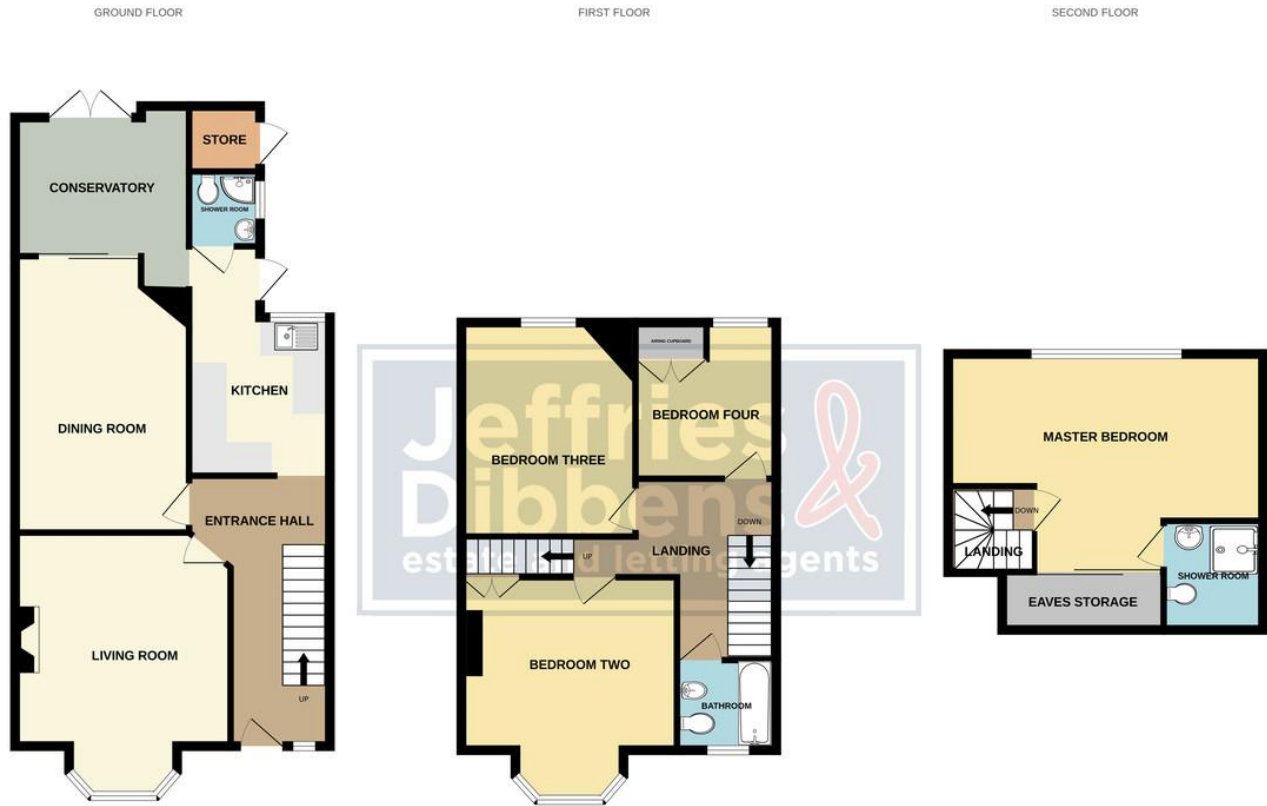 GROUND FLOOR
FIRST FLOOR
SECOND FLOOR
STORE
CONSERVATORY
SHOWER ROOM
KITCHEN
DINING ROOM
ENTRANCE HALL
LIVING ROOM
UP
AIRING CUPBOARD
BEDROOM FOUR
BEDROOM THREE
DOWN
LANDING
UP
BEDROOM TWO
BATHROOM
MASTER BEDROOM
DOWN
LANDING
SHOWER ROOM
EAVES STORAGE
Jeffries &
Dibbens
estate and letting agents